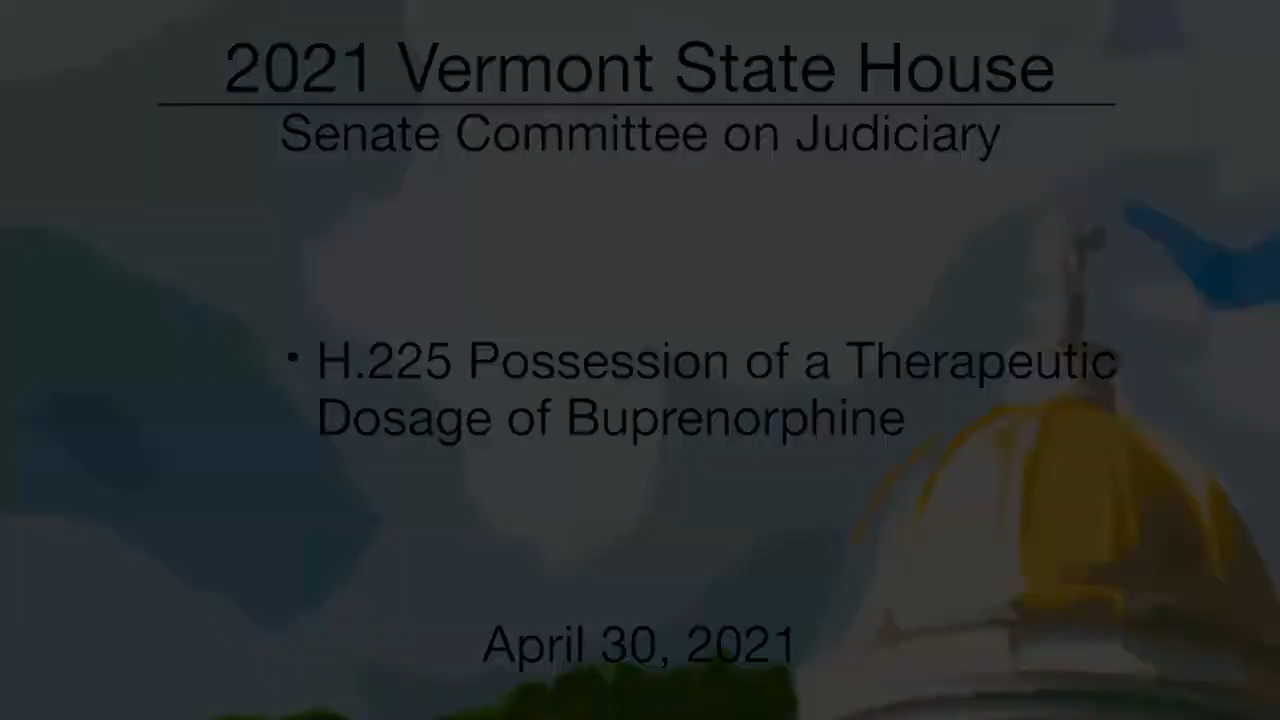 2021 Vermont State House
Senate Committee on Judiciary
• H.225 Possession of a Therapeutic
Dosage of Buprenorphine
April 30, 2021